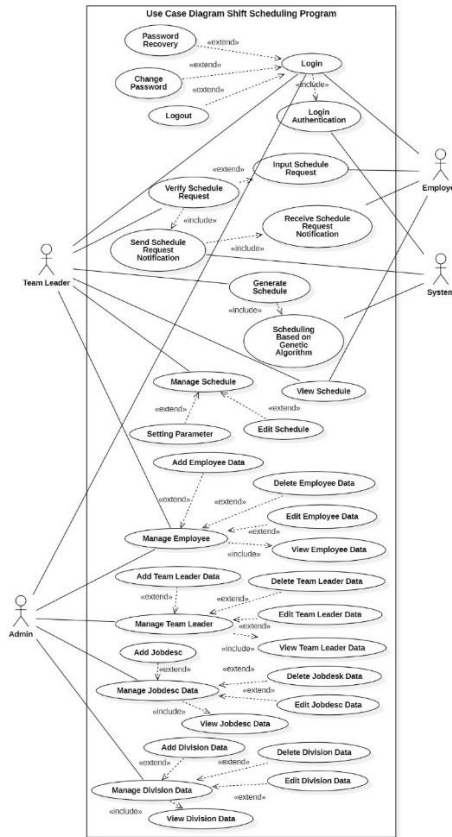 Use Case Diagram Shift Scheduling Program
Password
Recovery
«extend»
Login
Change
Password
«extend»
«include»
Logout
«extend»
Login
Authentication
Input Schedule
Request
«extend»
Verify Schedule
Request
Employe
«include»
Receive Schedule
Request
Notification
Send Schedule
Request
Notification
«include»
Team Leader
System
Generate
Schedule
«include»
Scheduling
Based on
Genetic
Algorithm
Manage Schedule
View Schedule
«extend»
«extend»
Setting Parameter
Edit Schedule
Add Employee Data
Delete Employee Data
«extend»
«extend»
Edit Employee Data
«extend»
Manage Employee
«include»
View Employee Data
Add Team Leader Data
Delete Team Leader Data
«extend»
«extend»
Edit Team Leader Data
Manage Team Leader
«extend»
Admin
«include»
View Team Leader Data
Add Jobdesc
«extend»
«extend»
Delete Jobdesk Data
Manage Jobdesc Data
«extend»
Edit Jobdesc Data
«include»
View Jobdesc Data
Add Division Data
Delete Division Data
«extend»
«extend»
Manage Division Data
Edit Division Data
«extend»
«include»
View Division Data